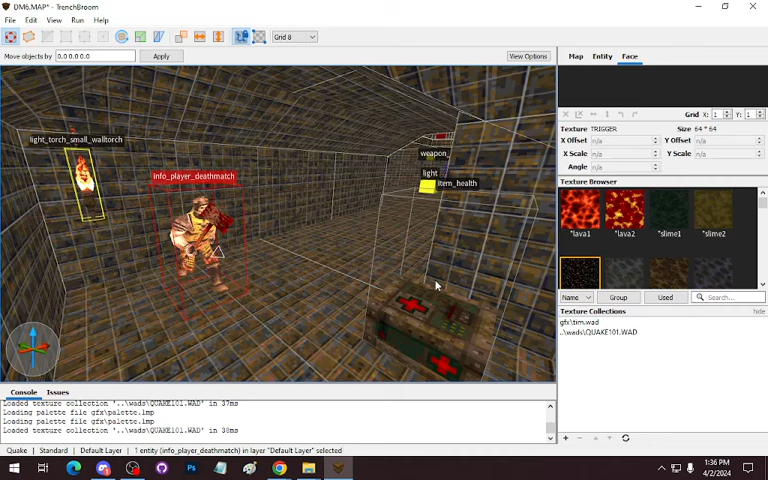 DM6.MAP* - TrenchBroom
File Edit View Run Help
Grid 8
Move objects by 0.0 0.0 0.0 Apply View Options
Map Entity Face
light_torch_small_walltorch
info_player_deathmatch
weapon_
light
item_health
Grid X: 1 Y: 1
Texture TRIGGER Size 64 * 64
X Offset n/a Y Offset n/a
X Scale n/a Y Scale n/a
Angle n/a
Texture Browser
*lava1 *lava2 *slime1 *slime2
Name Group Used Search...
Texture Collections hide
gfx\tim.wad
..\wads\QUAKE101.WAD
Console Issues
Loaded texture collection '..\wads\QUAKE101.WAD' in 37ms
Loading palette file gfx\palette.lmp
Loading palette file gfx\palette.lmp
Loaded texture collection '..\wads\QUAKE101.WAD' in 38ms
Quake Standard Default Layer 1 entity (info_player_deathmatch) in layer "Default Layer" selected
Ps
1:36 PM
4/2/2024